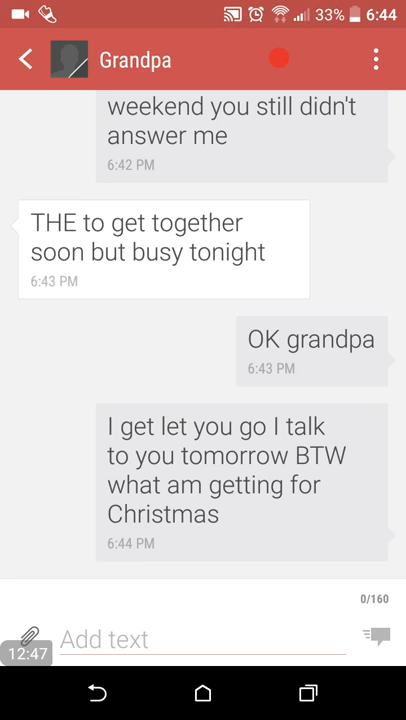 33% 6:44
Grandpa
weekend you still didn't
answer me
6:42 PM
THE to get together
soon but busy tonight
6:43 PM
OK grandpa
6:43 PM
I get let you go I talk
to you tomorrow BTW
what am getting for
Christmas
6:44 PM
0/160
Add text
12:47